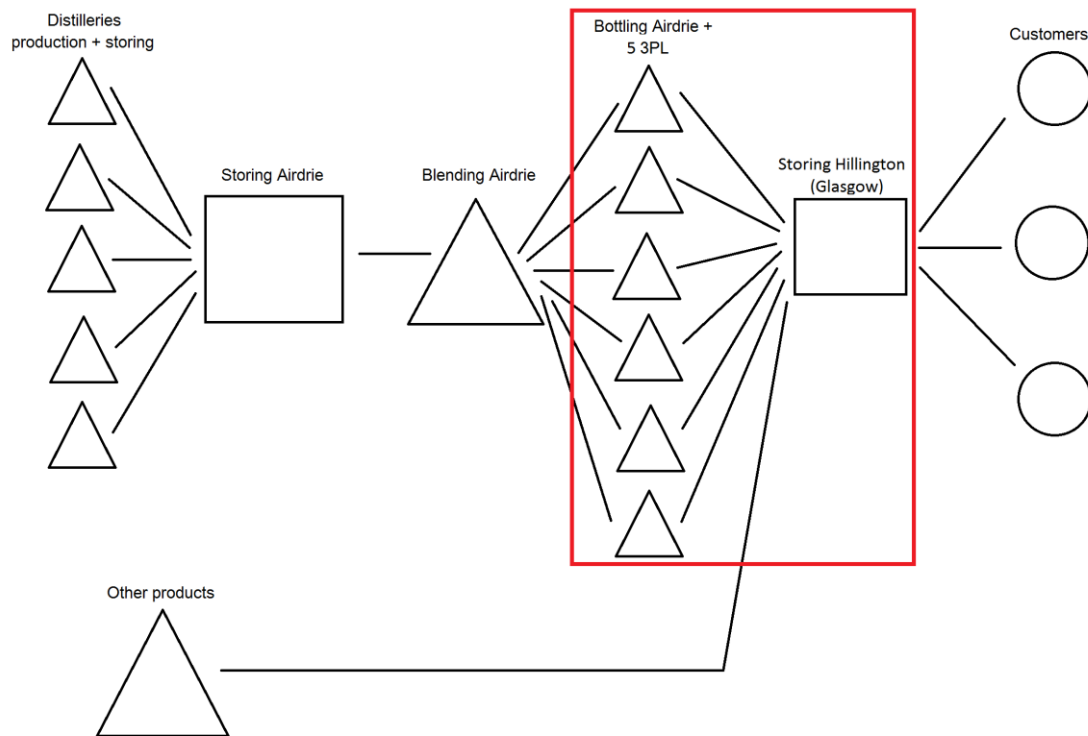 Distilleries
production + storing
Storing Airdrie
Blending Airdrie
Bottling Airdrie +
5 3PL
Storing Hillington
(Glasgow)
Customers
Other products